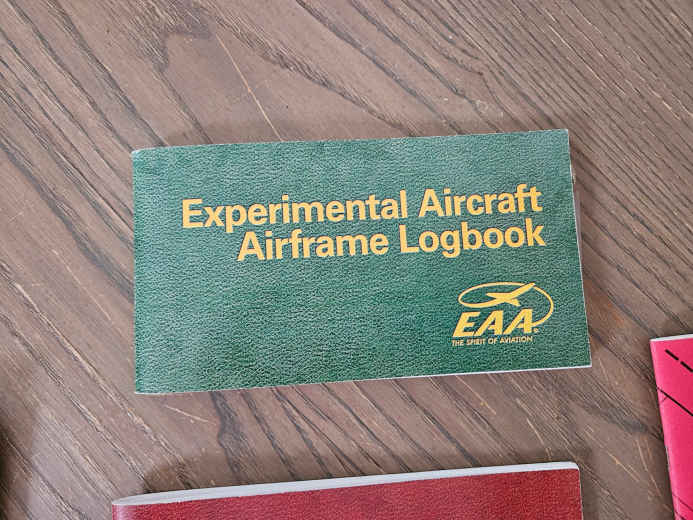 Experimental Aircraft
Airframe Logbook
EAA®
THE SPIRIT OF AVIATION